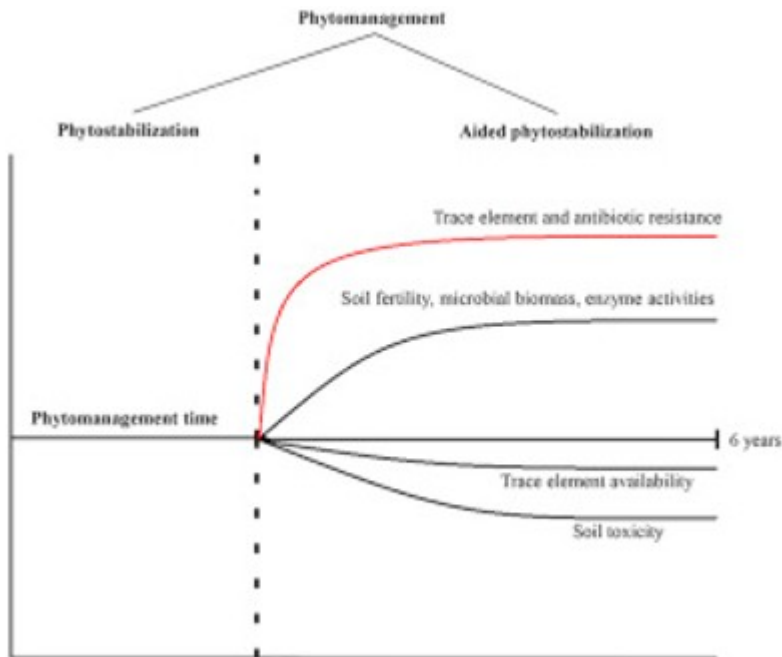 Phytomanagement
Phytostabilization
Aided phytostabilization
Trace element and antibiotic resistance
Soil fertility, microbial biomass, enzyme activities
Phytomanagement time
6 years
Trace element availability
Soil toxicity